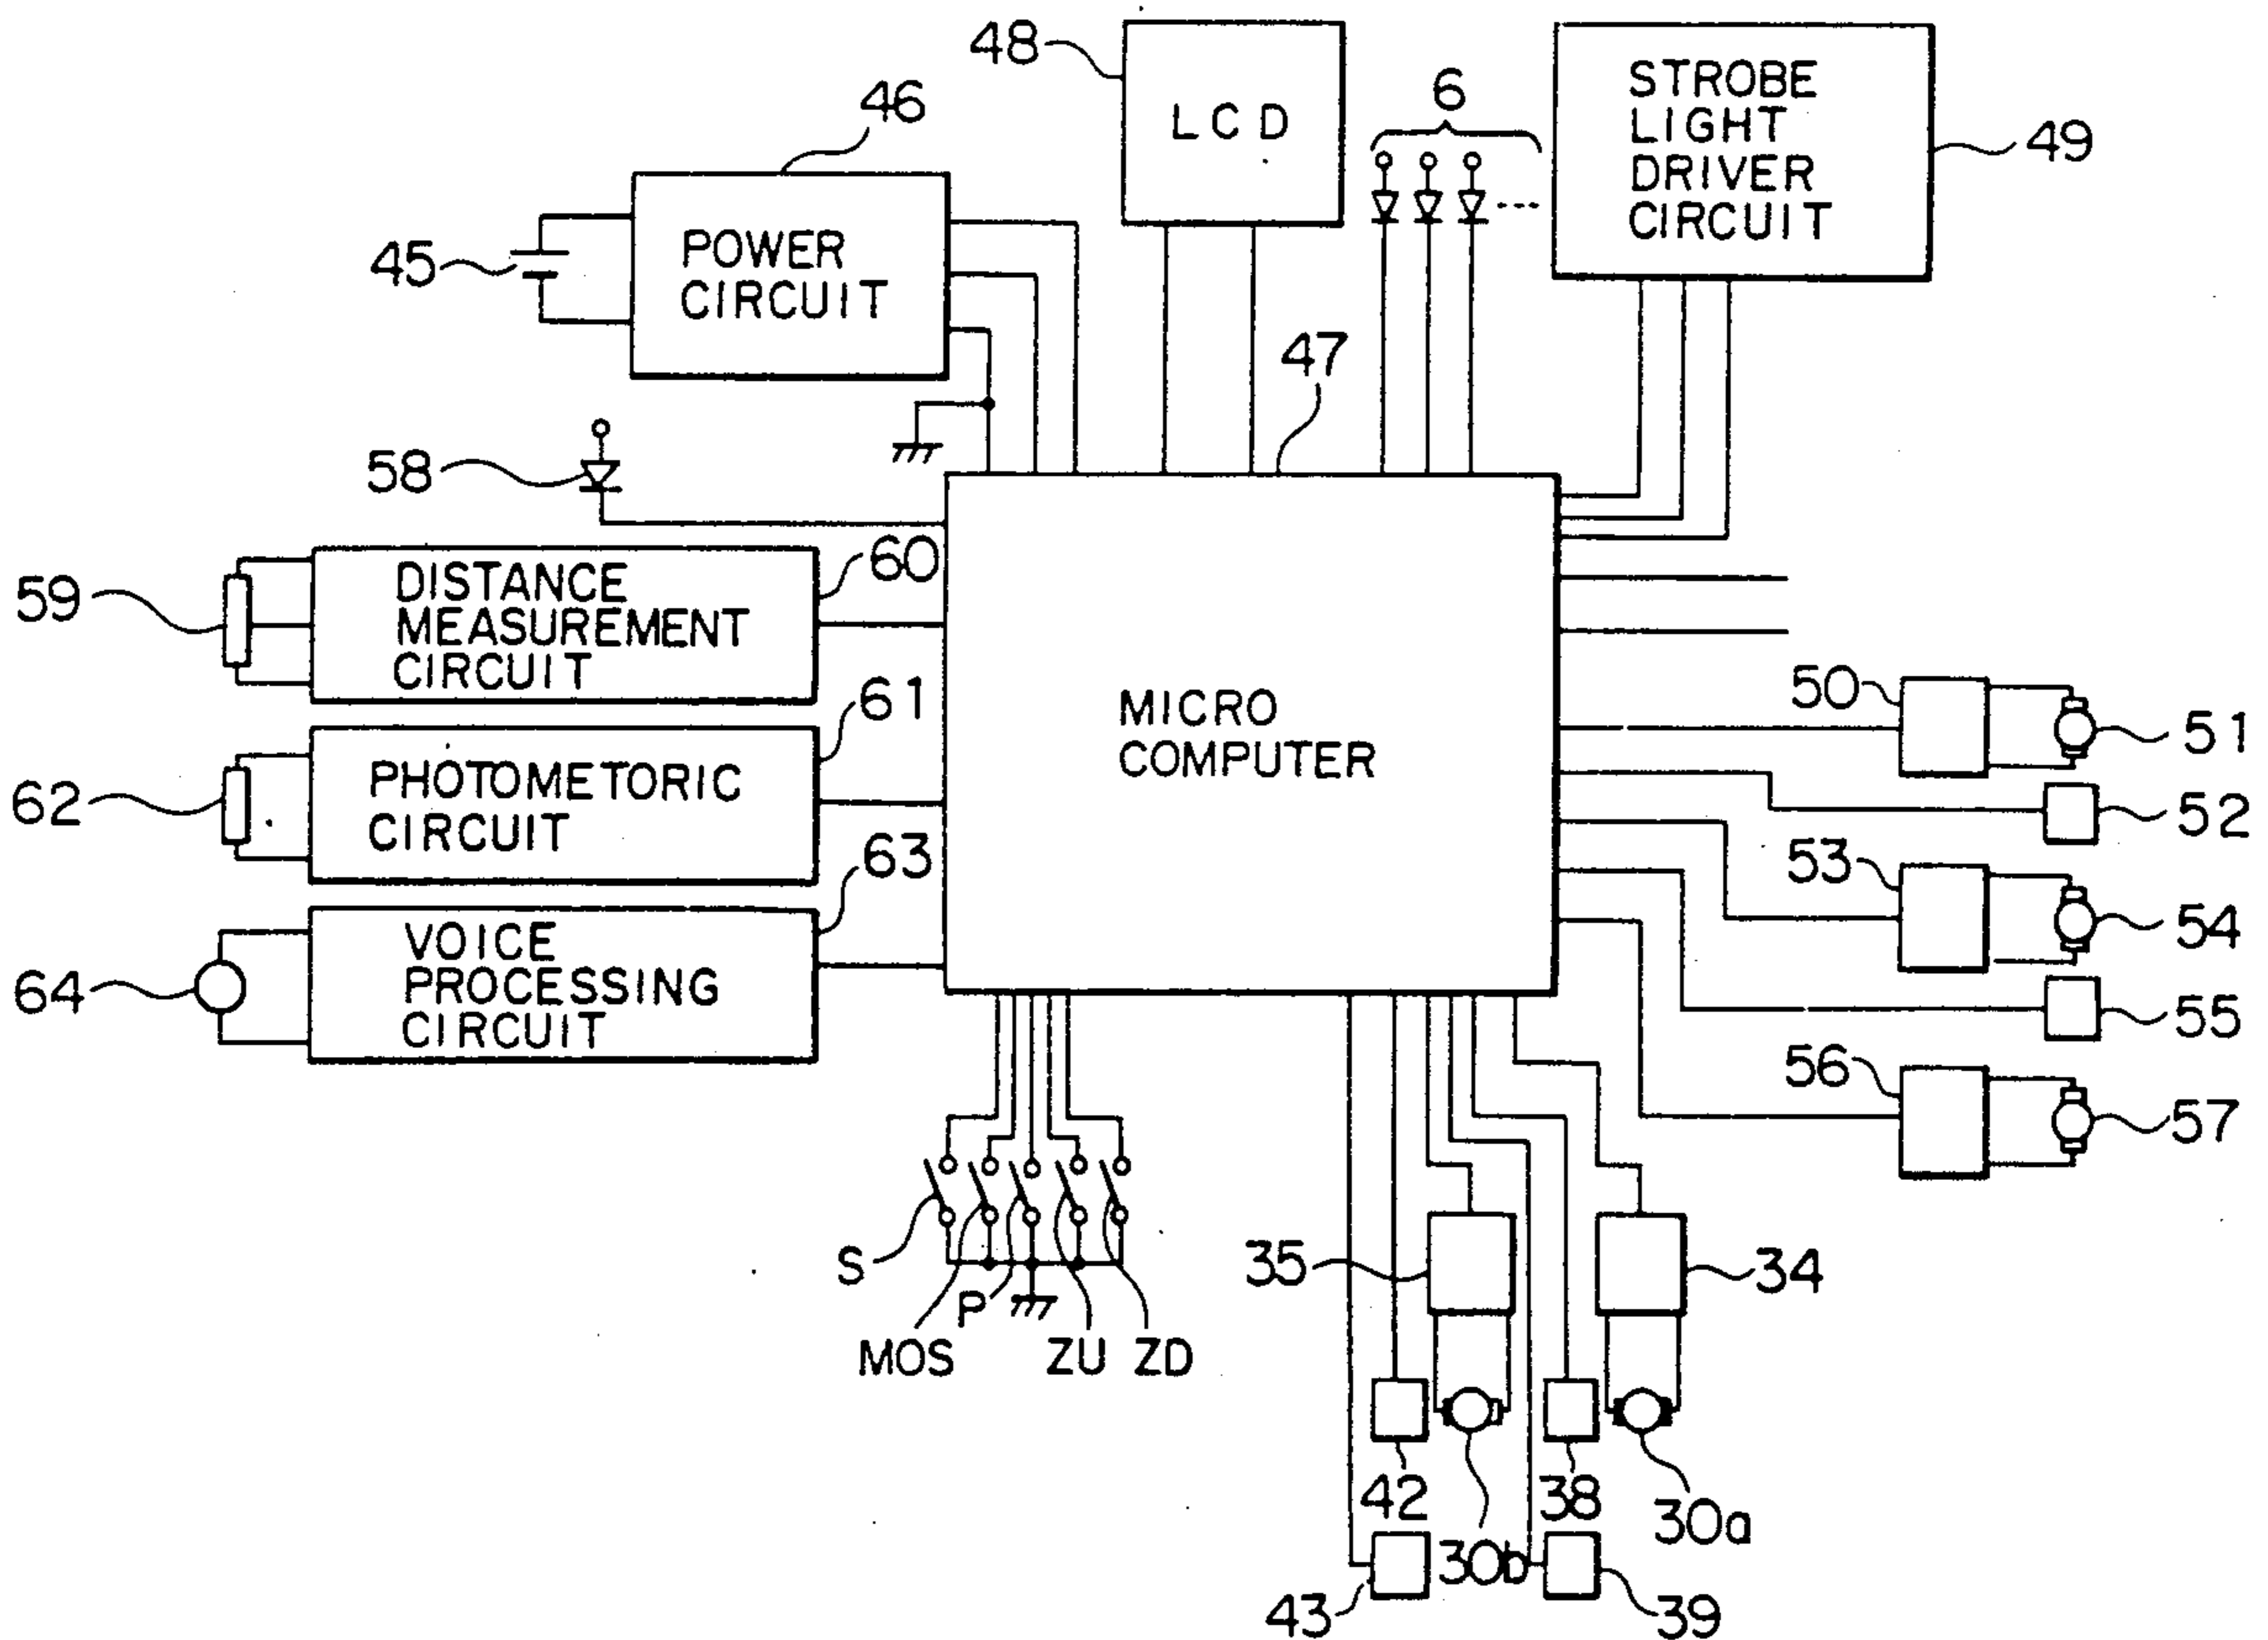 48
L C D
6
STROBE
LIGHT
DRIVER
CIRCUIT
49
46
45
POWER
CIRCUIT
47
58
59
DISTANCE
MEASUREMENT
CIRCUIT
60
62
PHOTOMETORIC
CIRCUIT
61
64
VOICE
PROCESSING
CIRCUIT
63
MICRO
COMPUTER
50
51
52
53
54
55
56
57
S
MOS
P
ZU
ZD
35
34
42
30b
38
30a
43
39